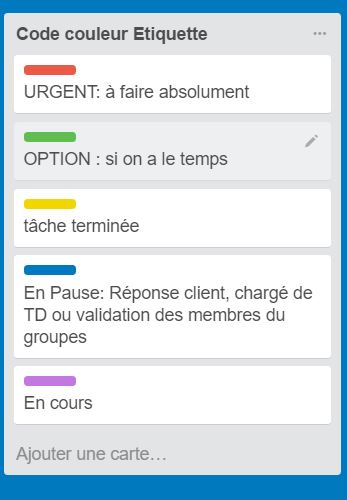 Code couleur Etiquette
URGENT: à faire absolument
OPTION : si on a le temps
tâche terminée
En Pause: Réponse client, chargé de
TD ou validation des membres du
groupes
En cours
Ajouter une carte…